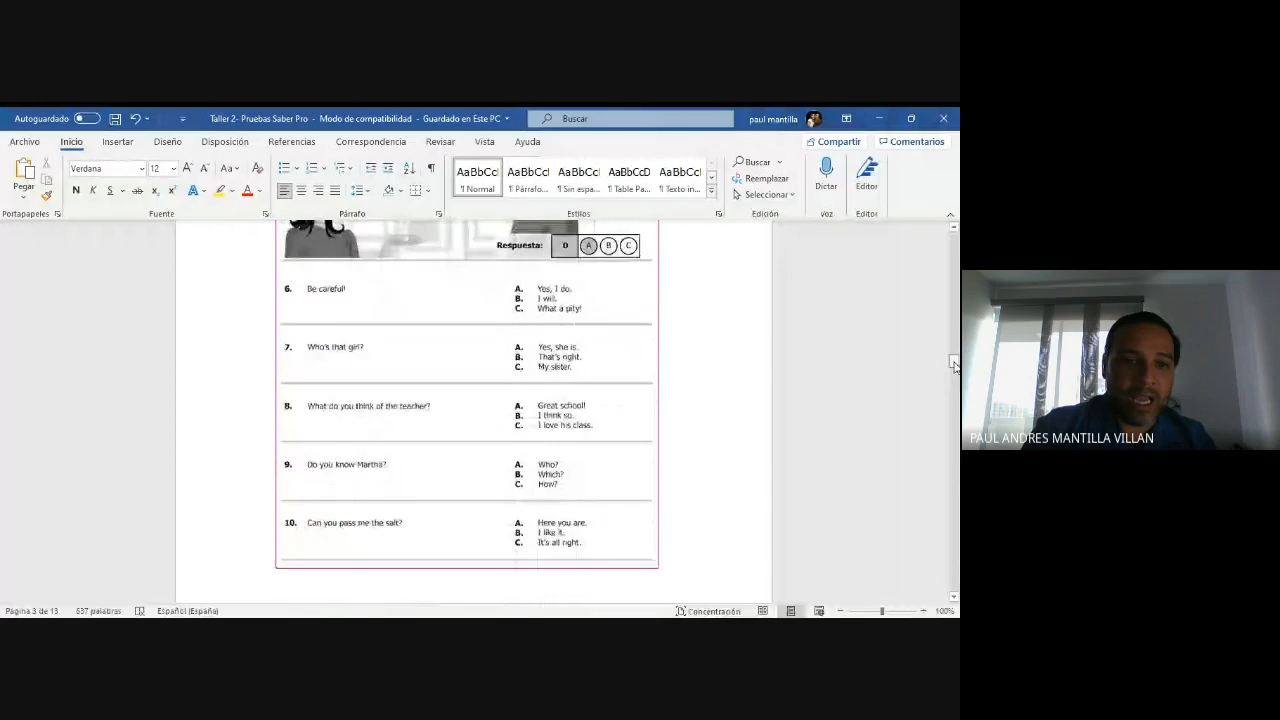 Autoguardado
Taller 2- Pruebas Saber Pro - Modo de compatibilidad - Guardado en Este PC
Buscar
paul mantilla
Archivo Inicio Insertar Diseño Disposición Referencias Correspondencia Revisar Vista Ayuda
Compartir Comentarios
Verdana 12
Pegar
N K S ab x₂ x² A A
AaBbCcI AaBbCcI AaBbCcI AaBbCcD AaBbCcI
¶ Normal ¶ Párrafo... ¶ Sin espa... ¶ Table Pa... ¶ Texto in...
Buscar
Reemplazar
Seleccionar
Dictar
Editor
Portapapeles Fuente Párrafo Estilos Edición Voz Editor
Respuesta: 0 A B C
6. Be careful! A. Yes, I do.
B. I will.
C. What a pity!
7. Who's that girl? A. Yes, she is.
B. That's right.
C. My sister.
8. What do you think of the teacher? A. Great school!
B. I think so.
C. I love his class.
9. Do you know Martha? A. Who?
B. Which?
C. How?
10. Can you pass me the salt? A. Here you are.
B. I like it.
C. It's all right.
PAUL ANDRES MANTILLA VILLAN
Página 3 de 13 637 palabras Español (España) Concentración 100%